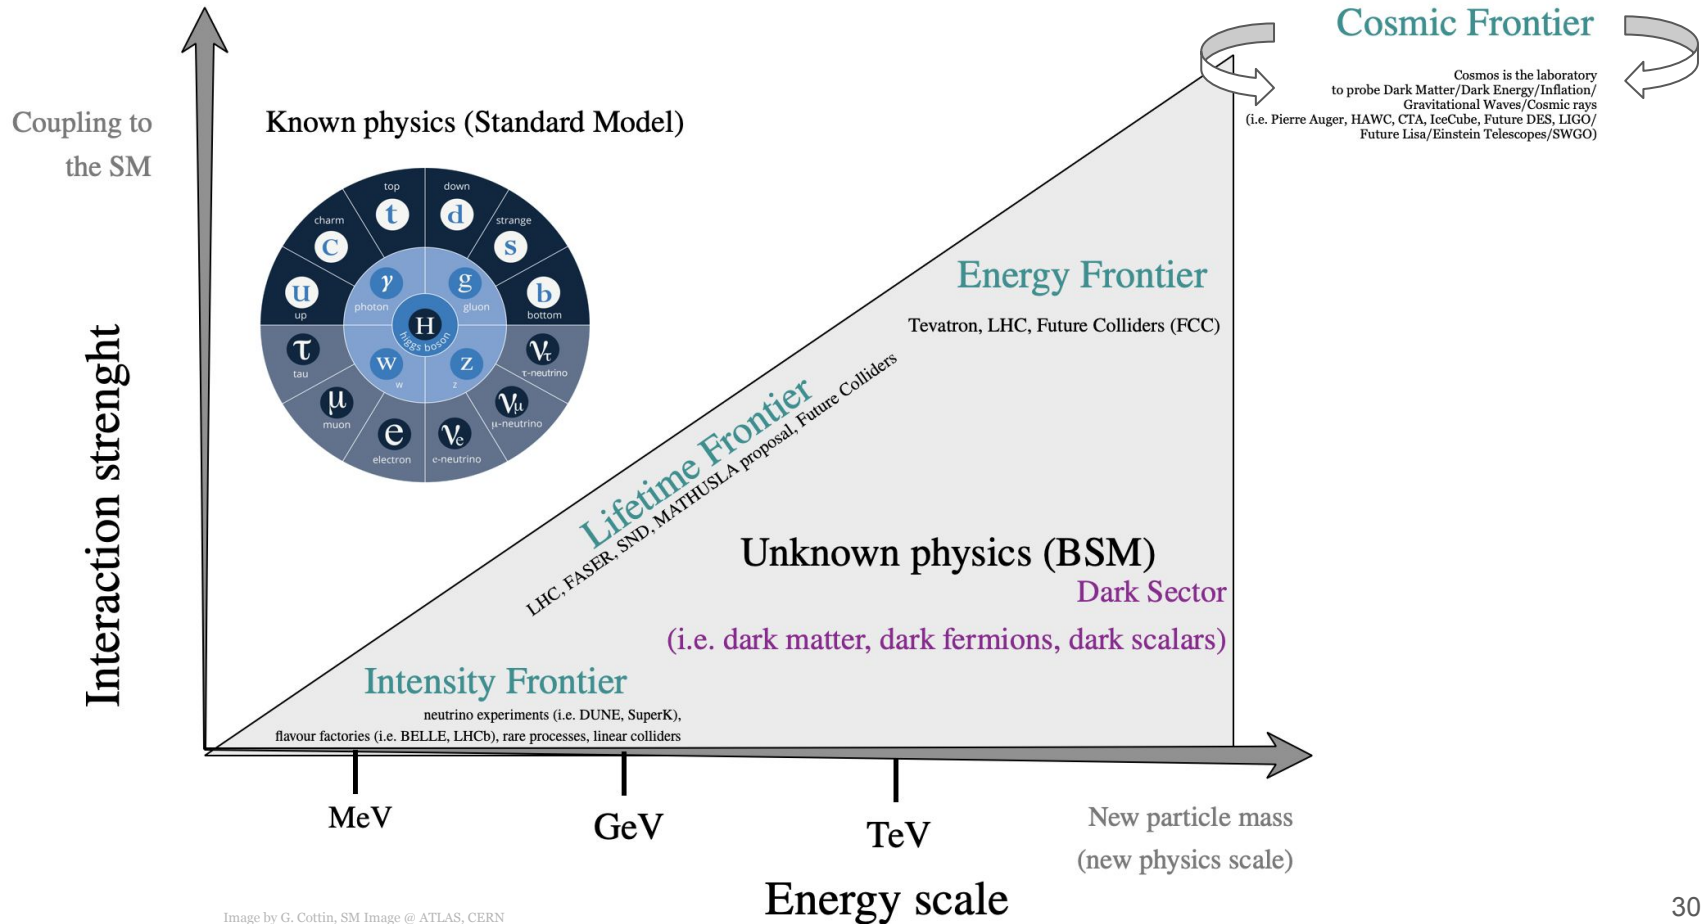 Cosmic Frontier
Cosmos is the laboratory
to probe Dark Matter/Dark Energy/Inflation/
Gravitational Waves/Cosmic rays
(i.e. Pierre Auger, HAWC, CTA, IceCube, Future DES, LIGO/
Future Lisa/Einstein Telescopes/SWGO)
Coupling to
the SM
Known physics (Standard Model)
top
t
down
d
charm
c
strange
s
up
u
bottom
b
γ
photon
g
gluon
H
higgs boson
W
w
Z
z
τ
tau
ντ
τ-neutrino
μ
muon
νμ
μ-neutrino
e
electron
νe
e-neutrino
Interaction strenght
Energy Frontier
Tevatron, LHC, Future Colliders (FCC)
Lifetime Frontier
LHC, FASER, SND, MATHUSLA proposal, Future Colliders
Unknown physics (BSM)
Dark Sector
(i.e. dark matter, dark fermions, dark scalars)
Intensity Frontier
neutrino experiments (i.e. DUNE, SuperK),
flavour factories (i.e. BELLE, LHCb), rare processes, linear colliders
MeV
GeV
TeV
New particle mass
(new physics scale)
Energy scale
Image by G. Cottin, SM Image @ ATLAS, CERN
30